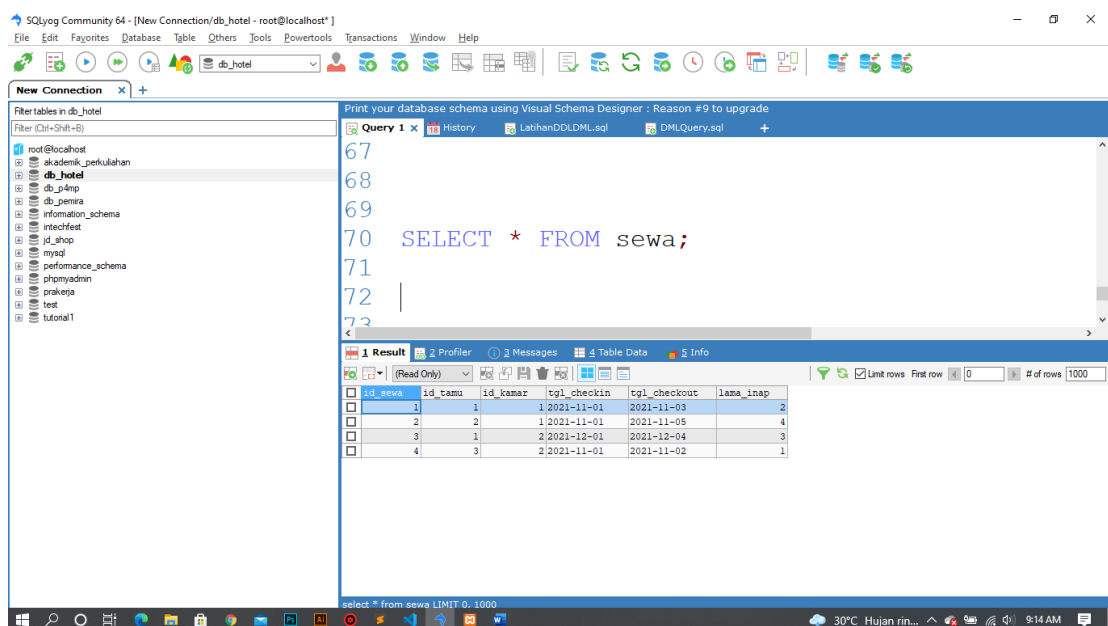 SQLyog Community 64 - [New Connection/db_hotel - root@localhost* ]
File Edit Favorites Database Table Others Tools Powertools Transactions Window Help
db_hotel
New Connection x +
Filter tables in db_hotel
Filter (Ctrl+Shift+B)
root@localhost
akademik_perkuliahan
db_hotel
db_p4mp
db_pemira
information_schema
intechfest
jd_shop
mysql
performance_schema
phpmyadmin
prakerja
test
tutorial1
Print your database schema using Visual Schema Designer : Reason #9 to upgrade
Query 1 x History LatihanDDLDML.sql DMLQuery.sql +
67
68
69
70 SELECT * FROM sewa;
71
72
73
1 Result 2 Profiler 3 Messages 4 Table Data 5 Info
(Read Only) Limit rows First row 0 # of rows 1000
id_sewa id_tamu id_kamar tgl_checkin tgl_checkout lama_inap
1 1 1 2021-11-01 2021-11-03 2
2 2 1 2021-11-01 2021-11-05 4
3 1 2 2021-12-01 2021-12-04 3
4 3 2 2021-11-01 2021-11-02 1
select * from sewa LIMIT 0, 1000
30°C Hujan rin... 9:14 AM